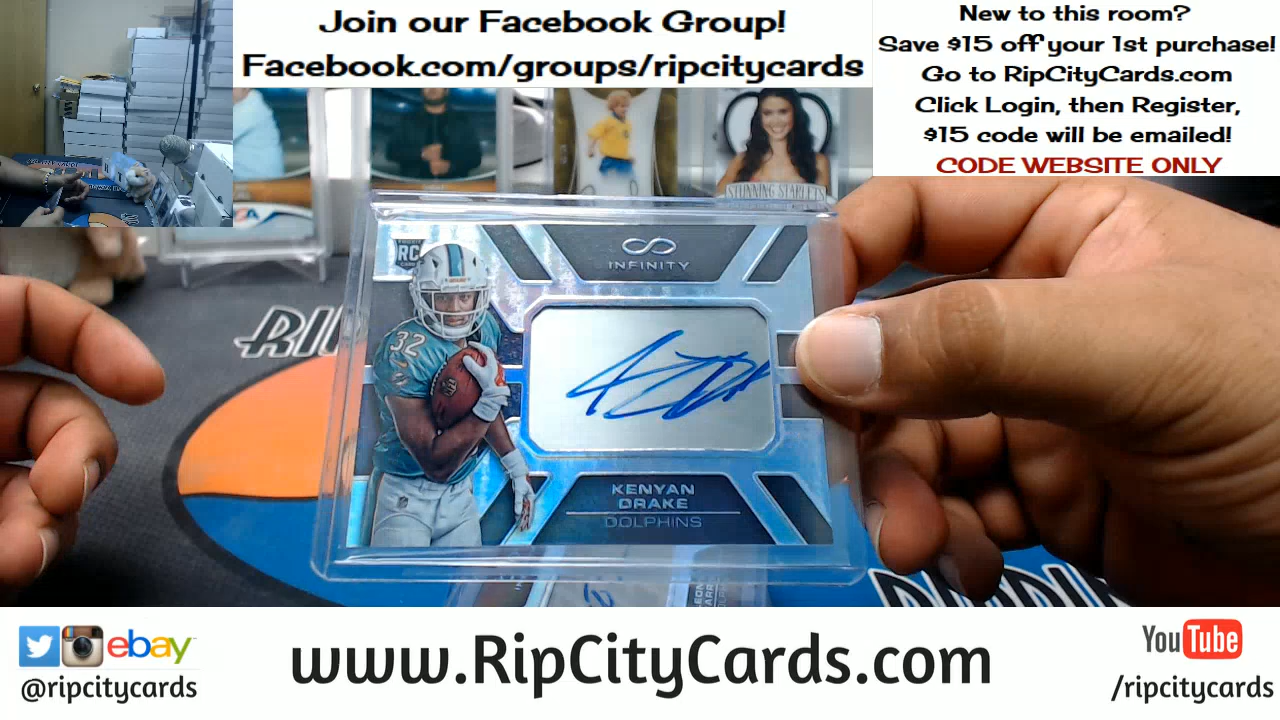 Join our Facebook Group!
Facebook.com/groups/ripcitycards
New to this room?
Save $15 off your 1st purchase!
Go to RipCityCards.com
Click Login, then Register,
$15 code will be emailed!
CODE WEBSITE ONLY
STUNNING STARLETS
RC
INFINITY
32
KENYAN
DRAKE
DOLPHINS
ebay
@ripcitycards
www.RipCityCards.com
YouTube
/ripcitycards